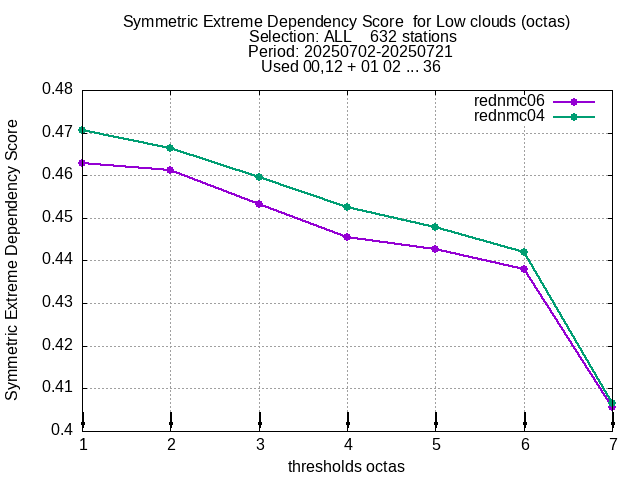 Symmetric Extreme Dependency Score  for Low clouds (octas)
Selection: ALL    632 stations
Period: 20250702-20250721
Used 00,12 + 01 02 ... 36
rednmc06
rednmc04
Symmetric Extreme Dependency Score
0.48
0.47
0.46
0.45
0.44
0.43
0.42
0.41
0.4
1 2 3 4 5 6 7
thresholds octas